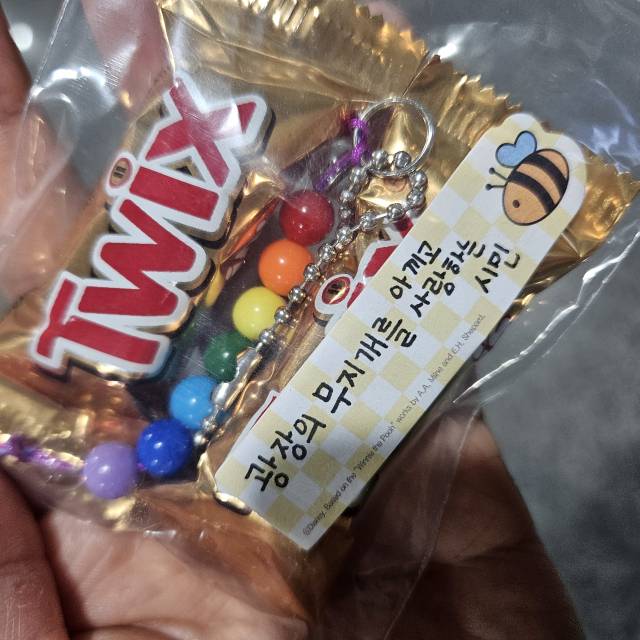 TWIX
광장의 무지개를 아끼고
사랑하는
시민
©Disney. Based on the "Winnie the Pooh" works by A.A. Milne and E.H. Shepard.